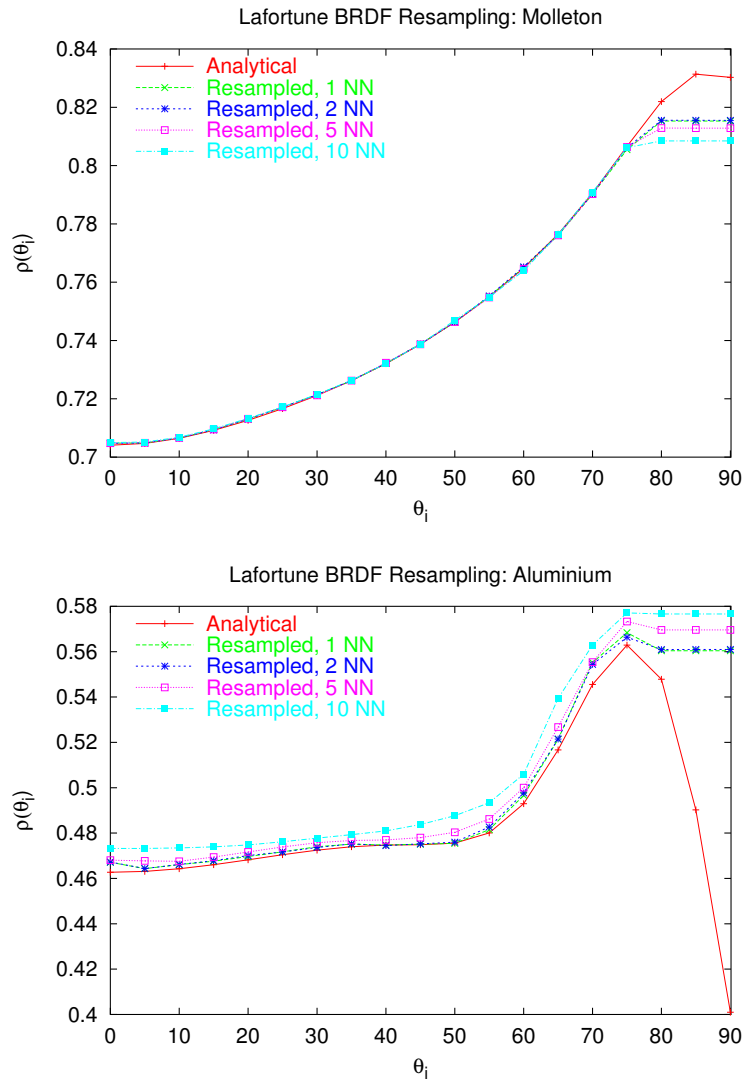 Lafortune BRDF Resampling: Molleton
0.84
0.82
0.8
0.78
0.76
0.74
0.72
0.7
ρ(θi)
Analytical
Resampled, 1 NN
Resampled, 2 NN
Resampled, 5 NN
Resampled, 10 NN
0 10 20 30 40 50 60 70 80 90
θi
Lafortune BRDF Resampling: Aluminium
0.58
0.56
0.54
0.52
0.5
0.48
0.46
0.44
0.42
0.4
ρ(θi)
Analytical
Resampled, 1 NN
Resampled, 2 NN
Resampled, 5 NN
Resampled, 10 NN
0 10 20 30 40 50 60 70 80 90
θi